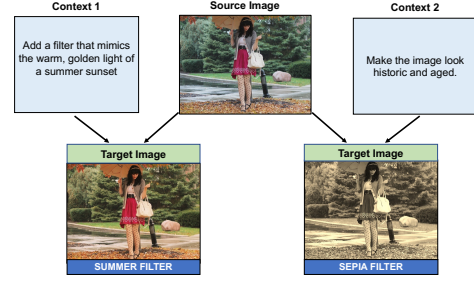 Context 1
Source Image
Context 2
Add a filter that mimics
the warm, golden light of
a summer sunset
Make the image look
historic and aged.
Target Image
Target Image
SUMMER FILTER
SEPIA FILTER